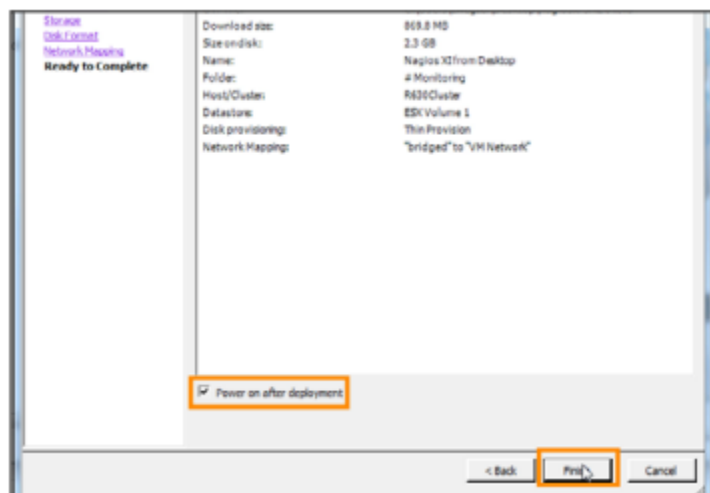 Storage
Disk Format
Network Mapping
Ready to Complete
Download size: 869.8 MB
Size on disk: 2.3 GB
Name: Nagios XI from Desktop
Folder: # Monitoring
Host/Cluster: R630Cluster
Datastore: ESX Volume 1
Disk provisioning: Thin Provision
Network Mapping: "bridged" to "VM Network"
Power on after deployment
< Back Finish Cancel